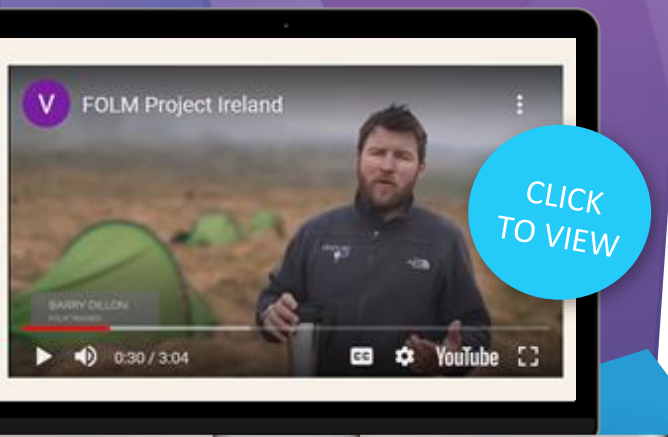 V
FOLM Project Ireland
CLICK
TO VIEW
BARRY DILLON
0:30 / 3:04
CC
YouTube